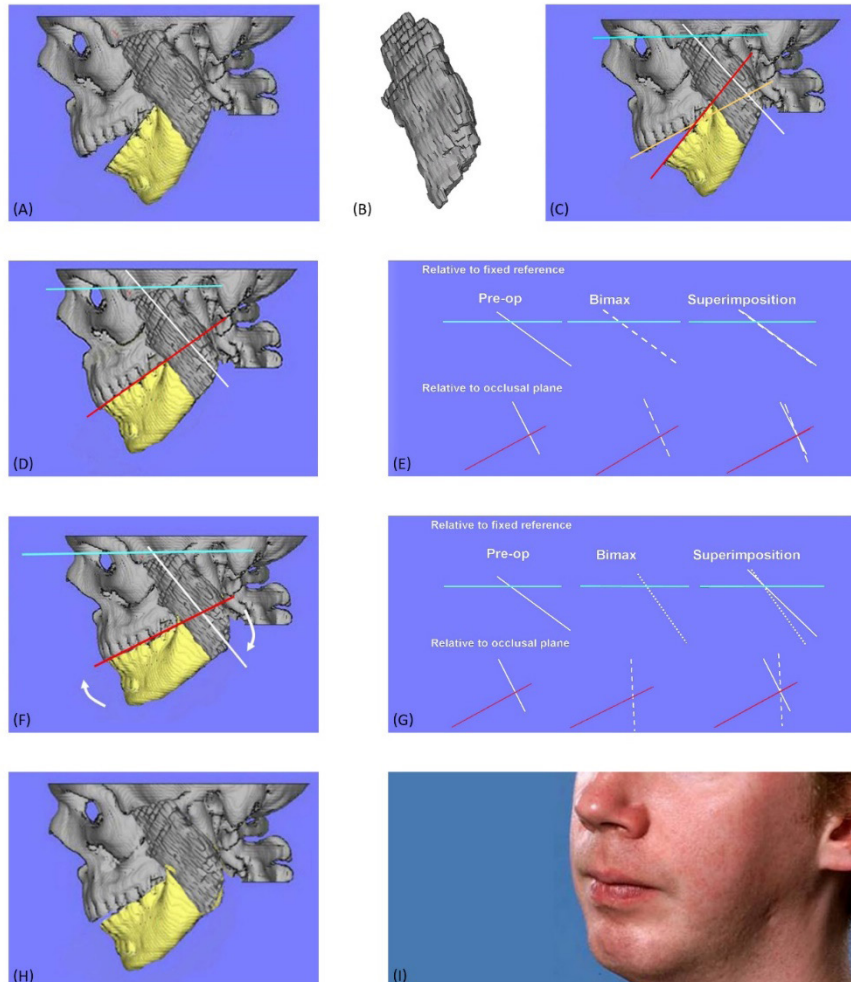 (A)
(B)
(C)
(D)
Relative to fixed reference
Pre-op Bimax Superimposition
Relative to occlusal plane
(E)
(F)
Relative to fixed reference
Pre-op Bimax Superimposition
Relative to occlusal plane
(G)
(H)
(I)